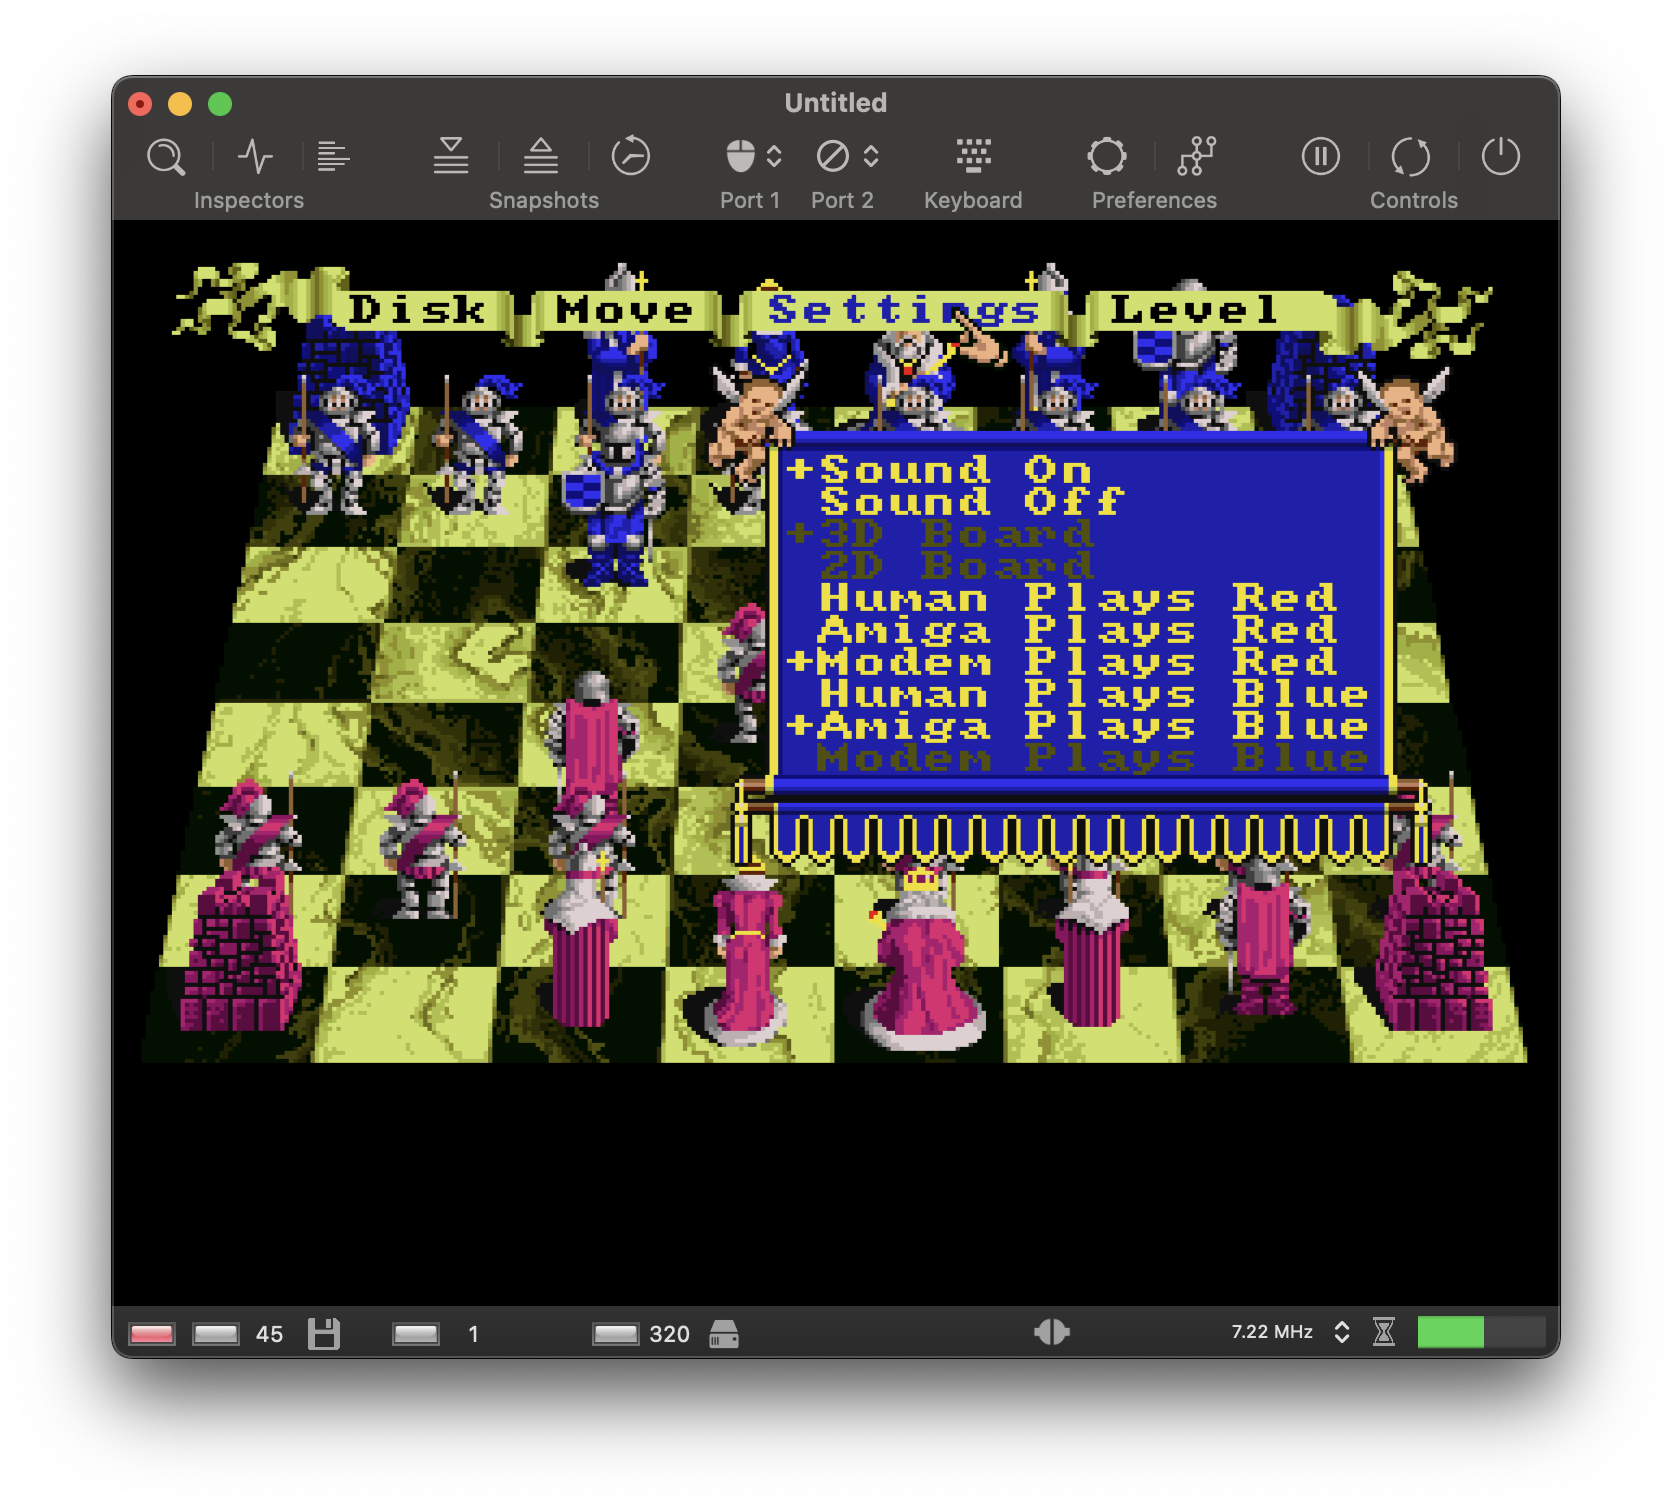 Untitled
Inspectors Snapshots Port 1 Port 2 Keyboard Preferences Controls
Disk Move Settings Level
+Sound On
Sound Off
+3D Board
2D Board
Human Plays Red
Amiga Plays Red
+Modem Plays Red
Human Plays Blue
+Amiga Plays Blue
Modem Plays Blue
45 1 320 7.22 MHz